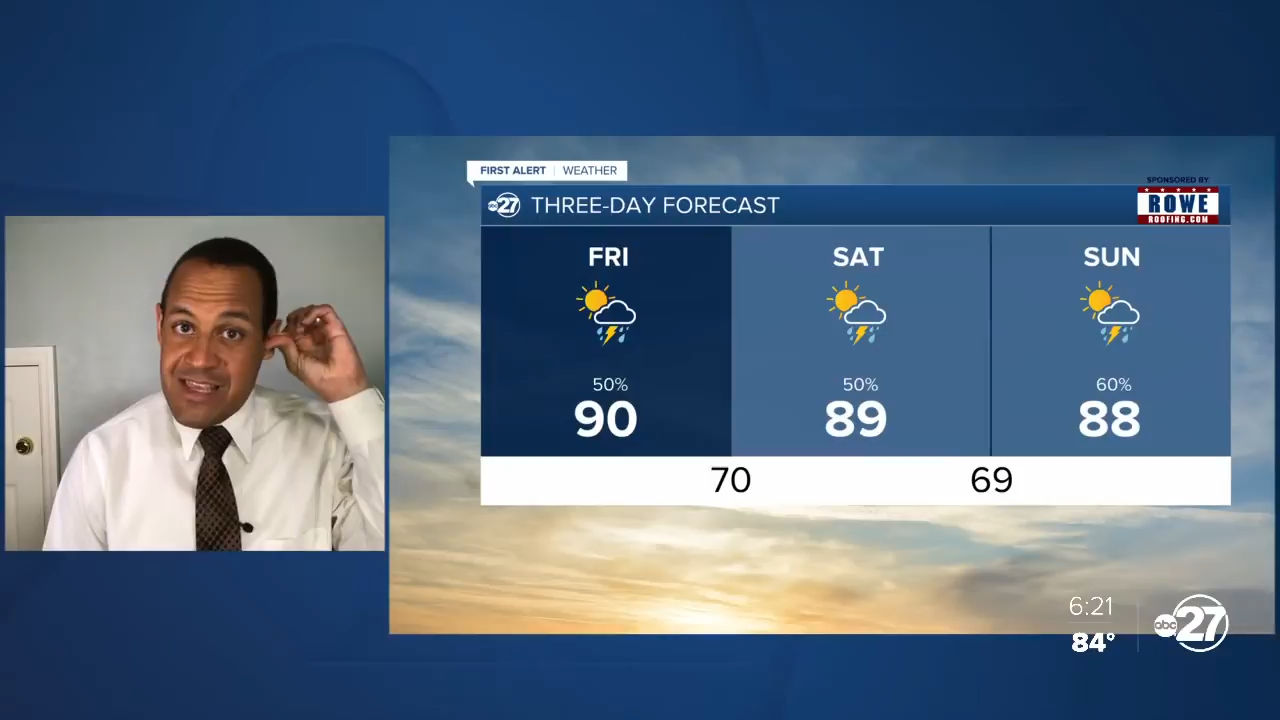 FIRST ALERT | WEATHER
SPONSORED BY
ROWE
ROOFING.COM
abc 27 THREE-DAY FORECAST
FRI SAT SUN
50% 50% 60%
90 89 88
70 69
6:21
84°
abc 27